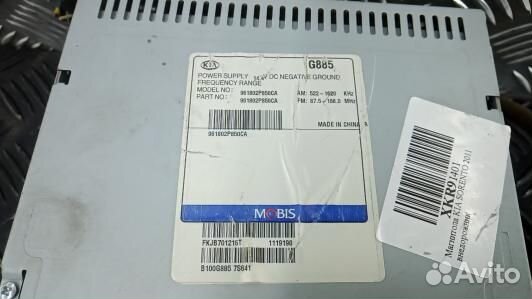 KIA
G885
POWER SUPPLY 14.4V DC NEGATIVE GROUND
FREQUENCY RANGE
MODEL NO: 961802P850CA AM: 522-1620 KHz
PART NO: 961802P850CA FM: 87.5-108.0 MHz
MADE IN CHINA A
961802P850CA
MOBIS
FKJB701216T 1119190
B100G885 7S641
XKR91401
Магнитола KIA SORENTO 2011
внедорожник
Avito